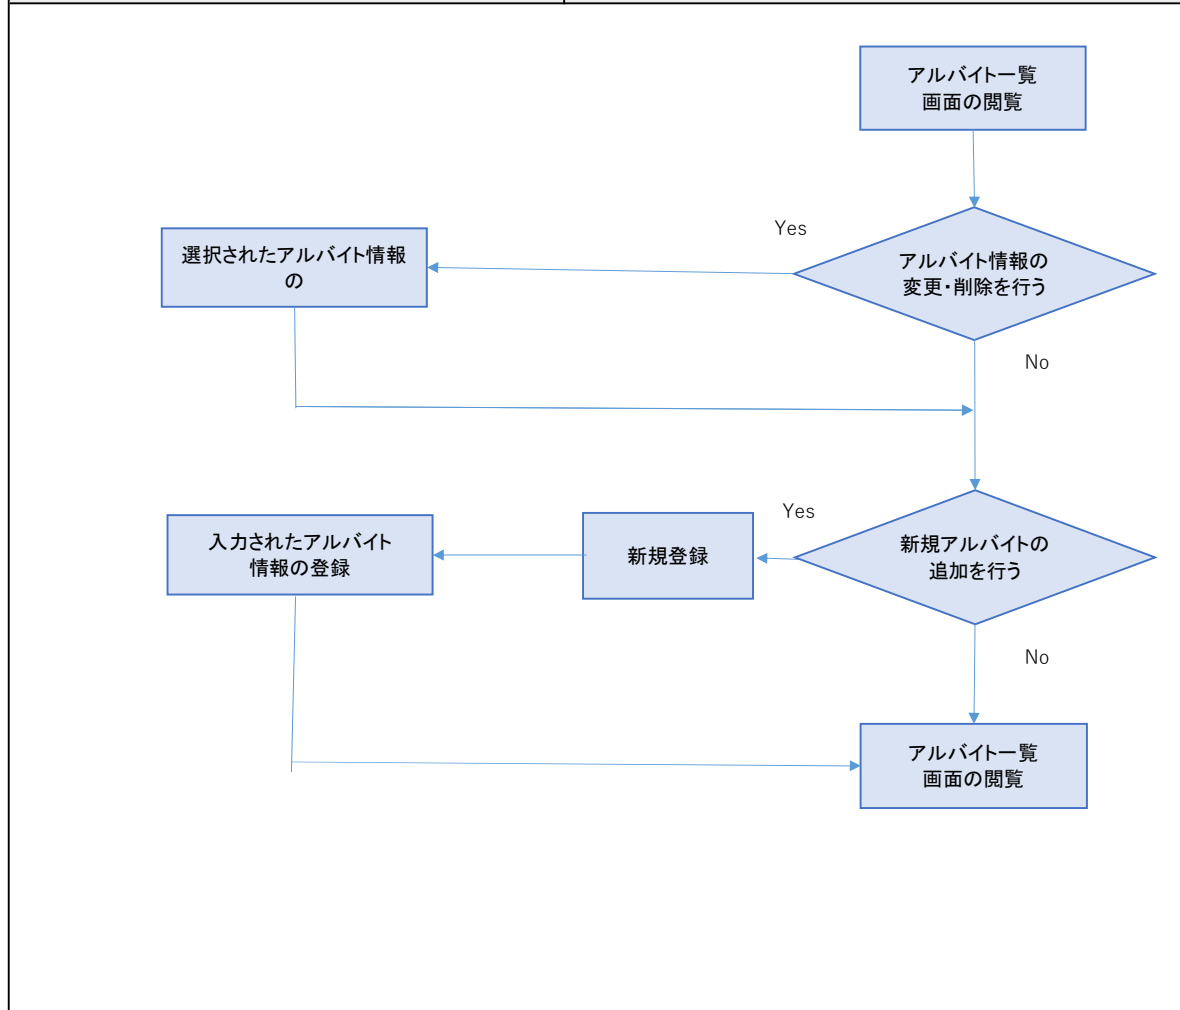 アルバイト一覧
画面の閲覧
Yes
アルバイト情報の
変更・削除を行う
選択されたアルバイト情報
の
No
Yes
新規アルバイトの
追加を行う
新規登録
入力されたアルバイト
情報の登録
No
アルバイト一覧
画面の閲覧